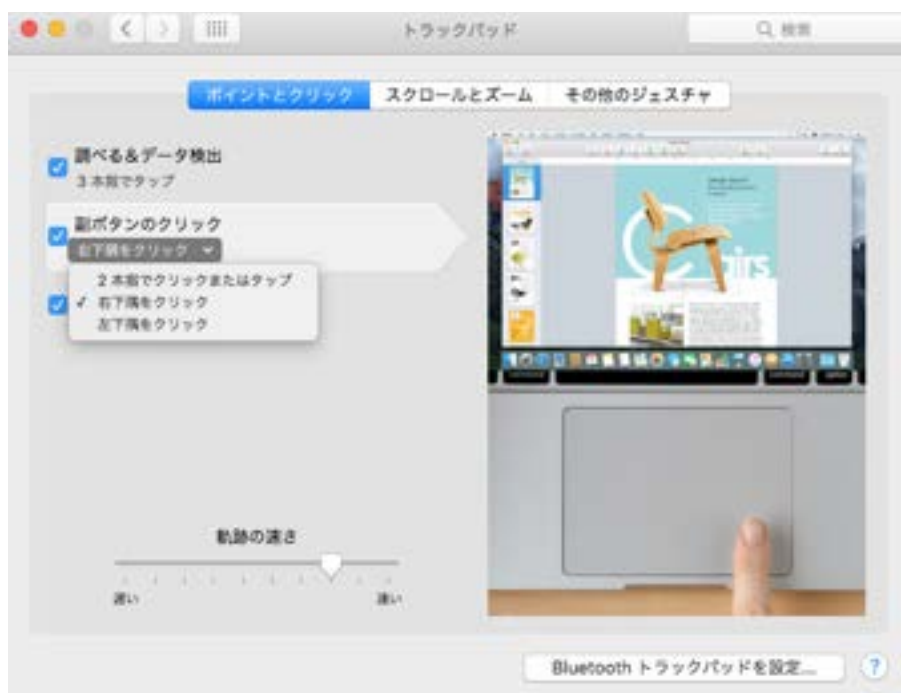 トラックパッド
検索
ポイントとクリック
スクロールとズーム
その他のジェスチャ
調べる&データ検出
3本指でタップ
副ボタンのクリック
右下隅をクリック
2本指でクリックまたはタップ
✓ 右下隅をクリック
左下隅をクリック
軌跡の速さ
遅い
速い
airs
Bluetooth トラックパッドを設定...
?